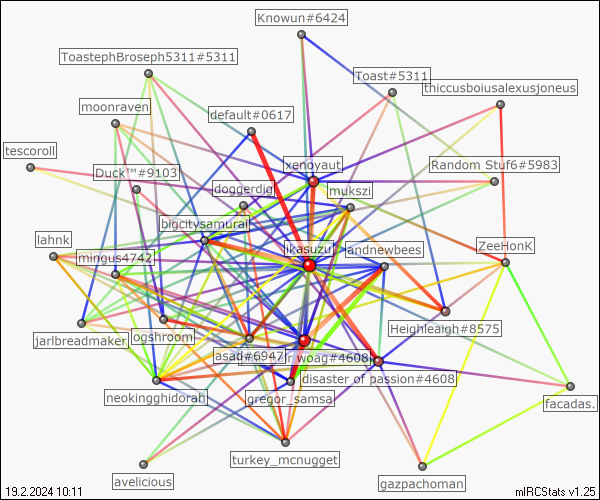 Knowun#6424
ToastephBroseph5311#5311
Toast#5311
thiccusboiusalexusjoneus
moonraven
default#0617
tescoroll
xenoyaut
Random Stuf6#5983
Duck™#9103
doggerdig
mukszi
bigcitysamurai
lahnk
ikasuzu
andnewbees
ZeeHonK
mingus4742
Heighleagh#8575
jarlbreadmaker
ogshroom
asad#6947
woag#4608
disaster of passion#4608
neokingghidorah
gregor_samsa
facadas.
turkey_mcnugget
avelicious
gazpachoman
19.2.2024 10:11
mIRCStats v1.25